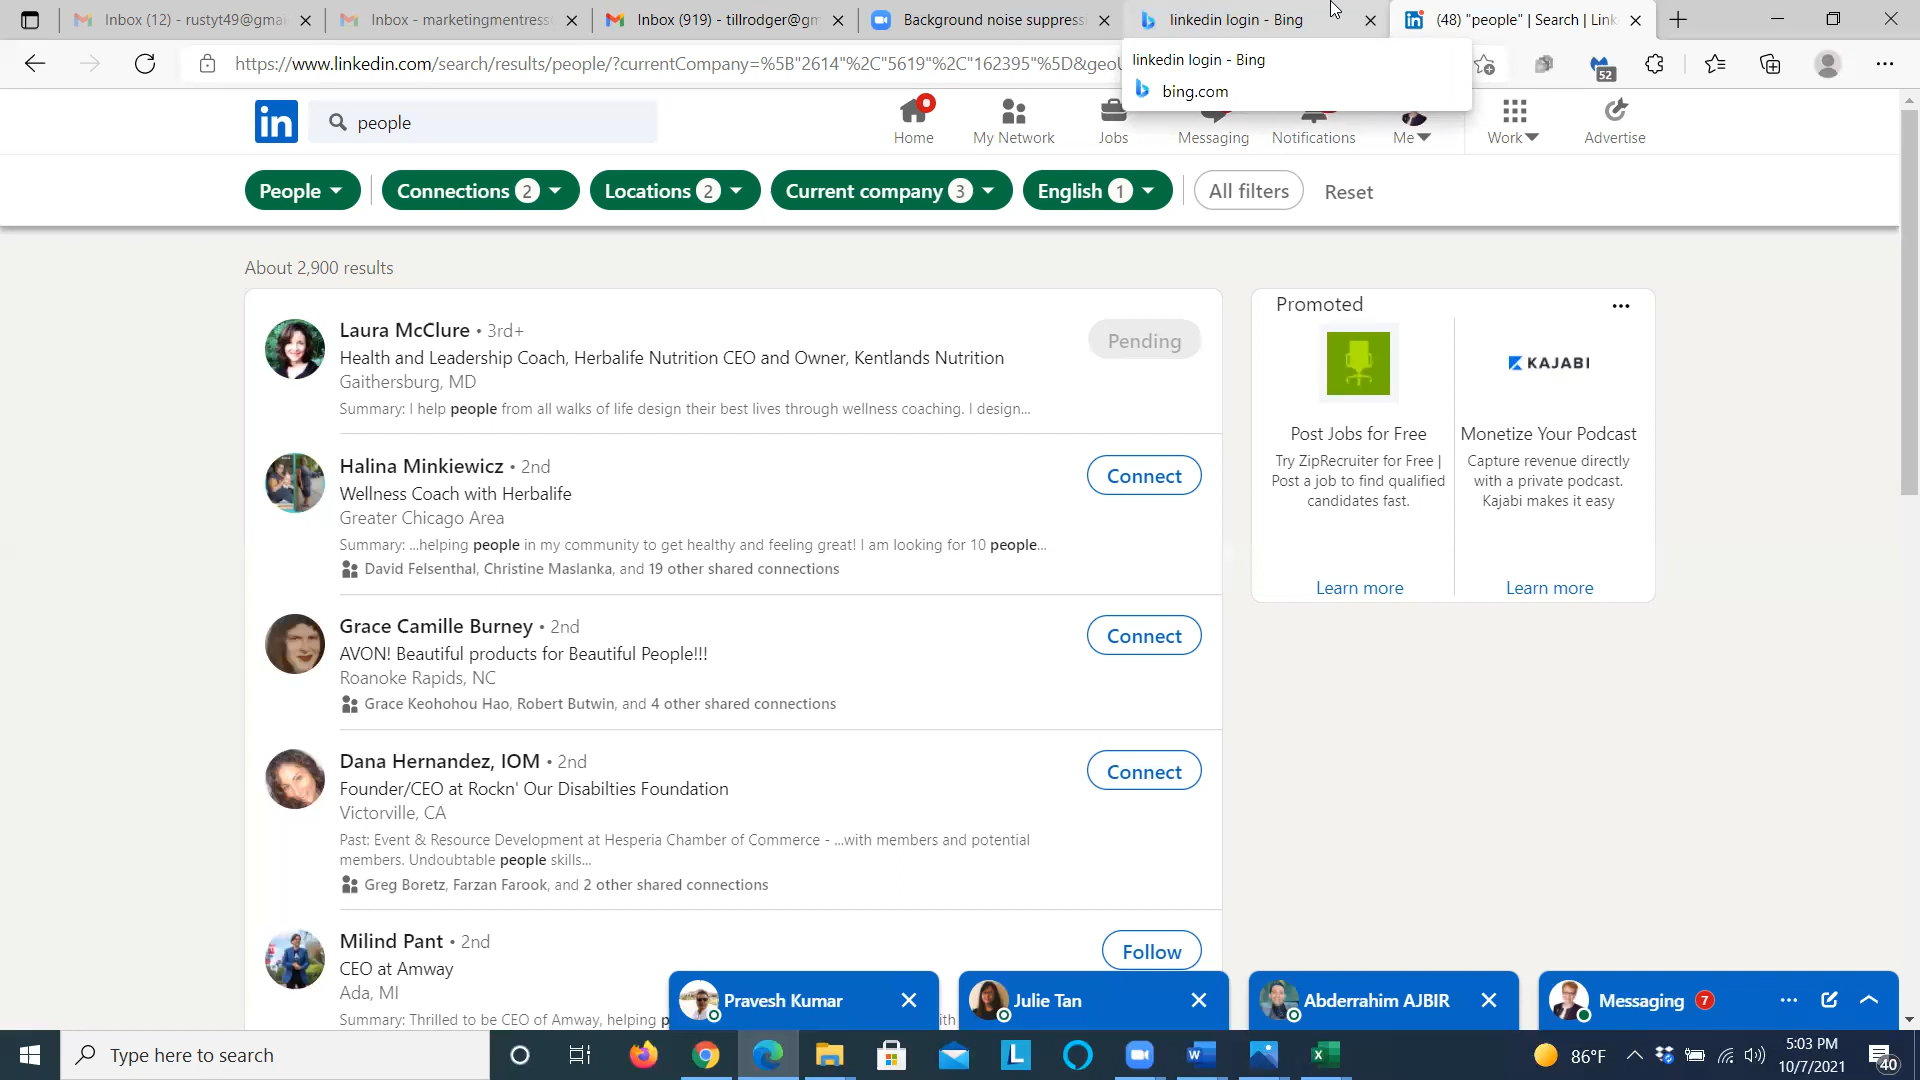 Inbox (12) - rustyt49@gmai
Inbox - marketingmentress
Inbox (919) - tillrodger@gm
Background noise suppress
linkedin login - Bing
(48) "people" | Search | Link
https://www.linkedin.com/search/results/people/?currentCompany=%5B"2614"%2C"5619"%2C"162395"%5D&geoU
52
linkedin login - Bing
bing.com
in
people
Home
My Network
Jobs
Messaging
Notifications
Me
Work
Advertise
People
Connections 2
Locations 2
Current company 3
English 1
All filters
Reset
About 2,900 results
Laura McClure • 3rd+
Health and Leadership Coach, Herbalife Nutrition CEO and Owner, Kentlands Nutrition
Gaithersburg, MD
Summary: I help people from all walks of life design their best lives through wellness coaching. I design...
Pending
Halina Minkiewicz • 2nd
Wellness Coach with Herbalife
Greater Chicago Area
Summary: ...helping people in my community to get healthy and feeling great! I am looking for 10 people...
David Felsenthal, Christine Maslanka, and 19 other shared connections
Connect
Grace Camille Burney • 2nd
AVON! Beautiful products for Beautiful People!!!
Roanoke Rapids, NC
Grace Keohohou Hao, Robert Butwin, and 4 other shared connections
Connect
Dana Hernandez, IOM • 2nd
Founder/CEO at Rockn' Our Disabilties Foundation
Victorville, CA
Past: Event & Resource Development at Hesperia Chamber of Commerce - ...with members and potential
members. Undoubtable people skills...
Greg Boretz, Farzan Farook, and 2 other shared connections
Connect
Milind Pant • 2nd
CEO at Amway
Ada, MI
Summary: Thrilled to be CEO of Amway, helping p
ith
Follow
Promoted
Post Jobs for Free
Try ZipRecruiter for Free |
Post a job to find qualified
candidates fast.
Learn more
KAJABI
Monetize Your Podcast
Capture revenue directly
with a private podcast.
Kajabi makes it easy
Learn more
Pravesh Kumar
Julie Tan
Abderrahim AJBIR
Messaging 7
Type here to search
L
86°F
5:03 PM
10/7/2021
40